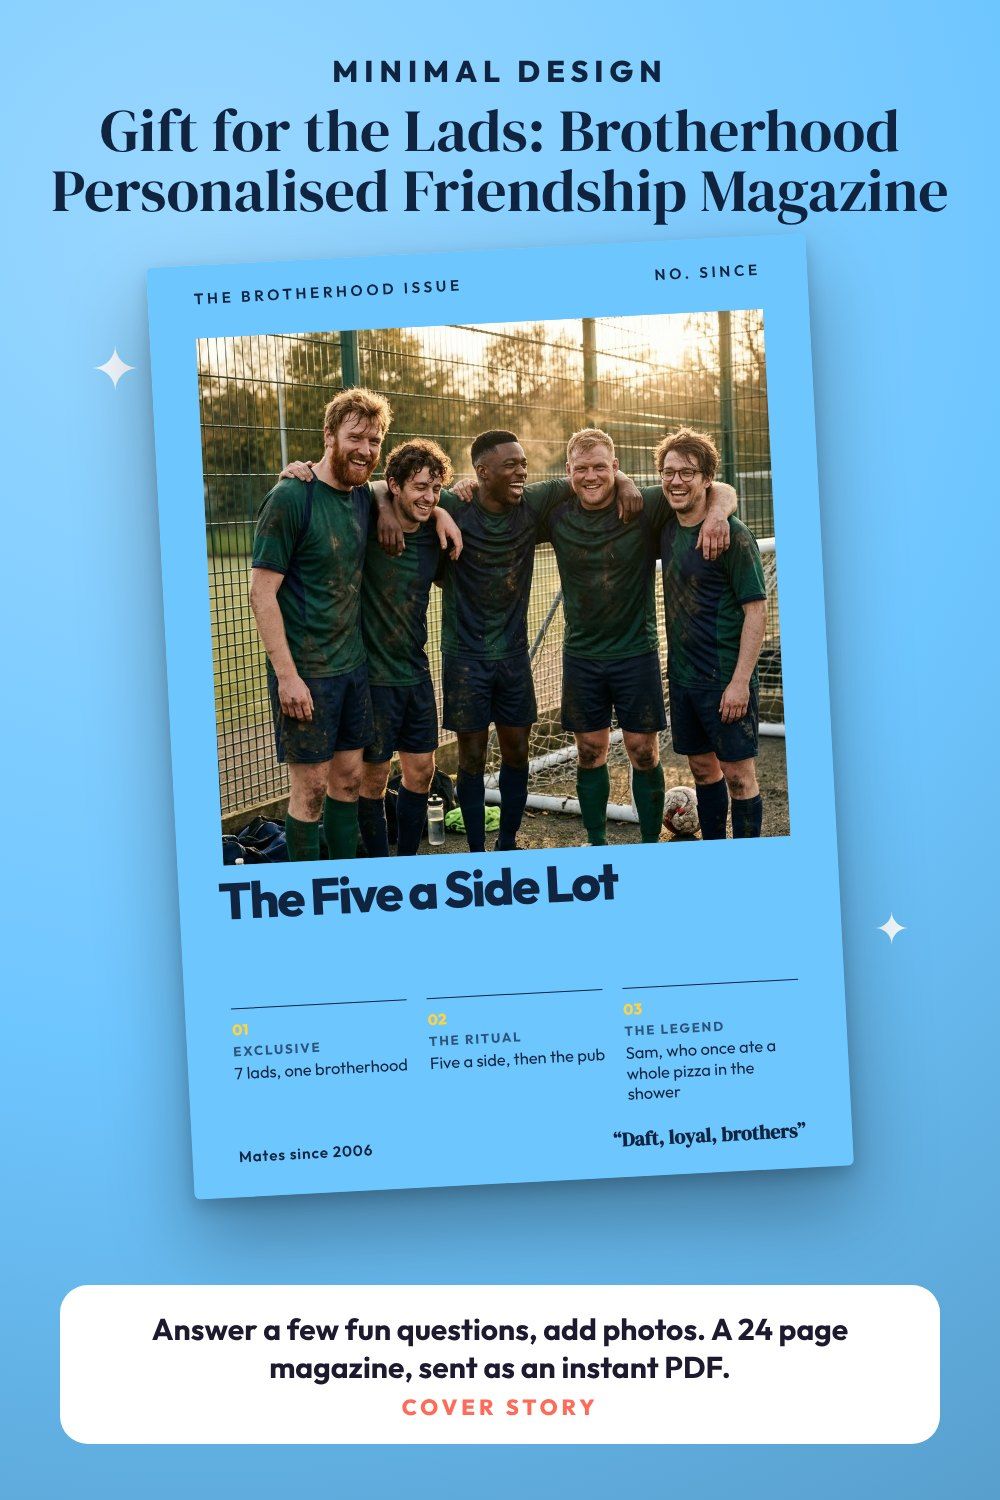 MINIMAL DESIGN
Gift for the Lads: Brotherhood
Personalised Friendship Magazine
THE BROTHERHOOD ISSUE
NO. SINCE
The Five a Side Lot
01
EXCLUSIVE
7 lads, one brotherhood
02
THE RITUAL
Five a side, then the pub
03
THE LEGEND
Sam, who once ate a
whole pizza in the
shower
Mates since 2006
“Daft, loyal, brothers”
Answer a few fun questions, add photos. A 24 page
magazine, sent as an instant PDF.
COVER STORY